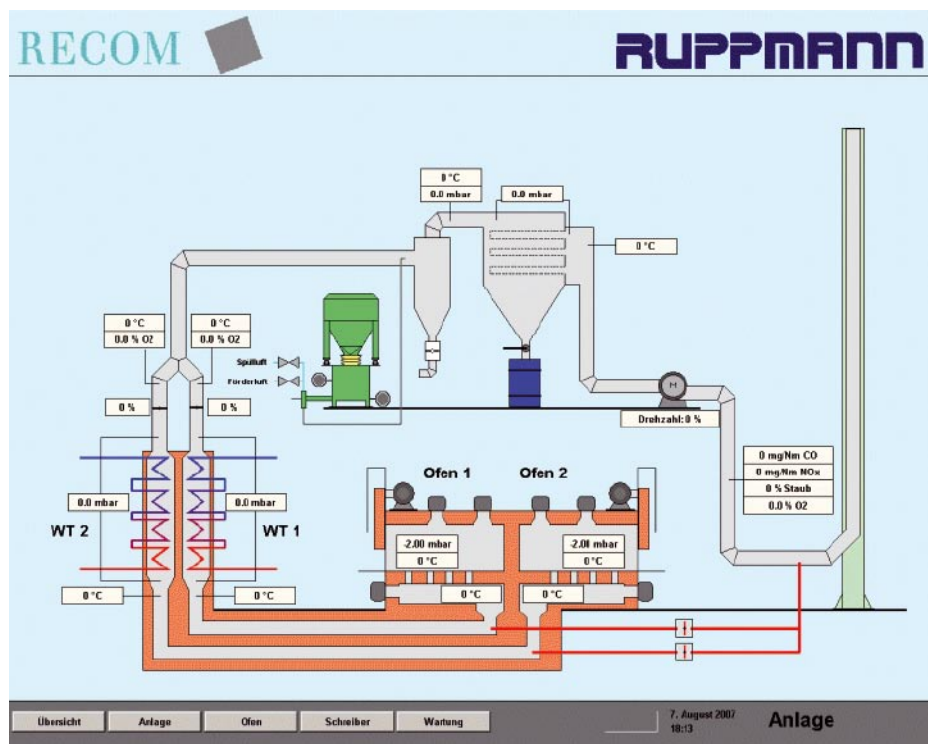 RECOM
RUPPMANN
0 °C
0.0 mbar
0.0 mbar
0 °C
0 °C
0.0 % O2
0 °C
0.0 % O2
Spülluft
Förderluft
M
0 %
0 %
Drehzahl: 0 %
0 mg/Nm CO
0 mg/Nm NOx
0 % Staub
0.0 % O2
Ofen 1
Ofen 2
0.0 mbar
0.0 mbar
WT 2
WT 1
-2.00 mbar
0 °C
-2.00 mbar
0 °C
0 °C
0 °C
0 °C
0 °C
Übersicht
Anlage
Ofen
Schreiber
Wartung
7. August 2007
18:13
Anlage